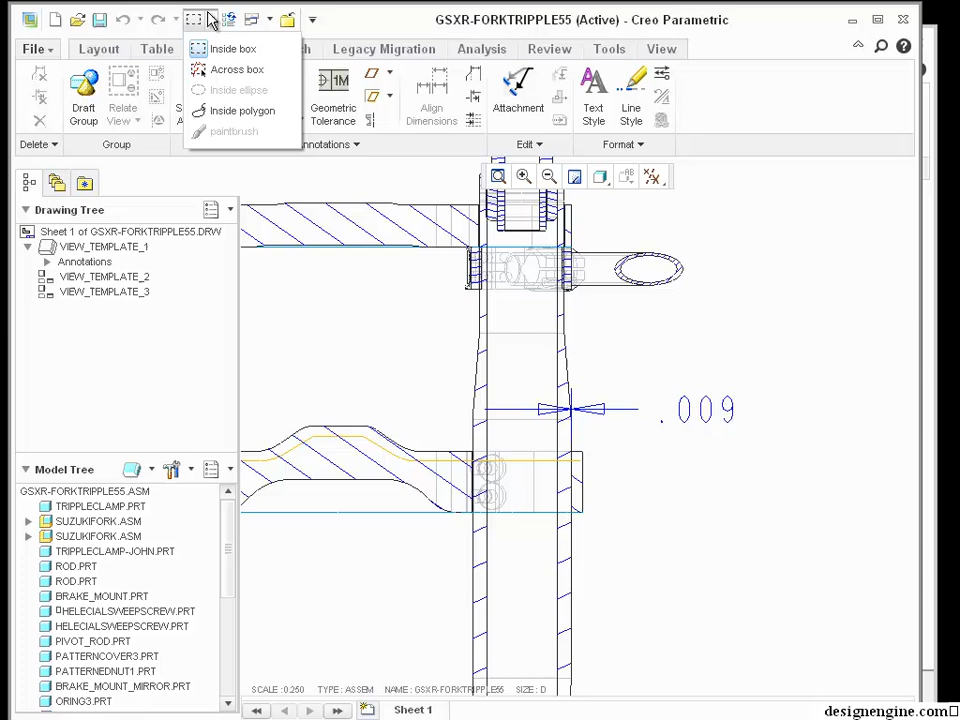 GSXR-FORKTRIPPLE55 (Active) - Creo Parametric
File
Layout
Table
Legacy Migration
Analysis
Review
Tools
View
Inside box
Across box
Inside ellipse
Inside polygon
paintbrush
Draft Group
Relate View
Geometric Tolerance
1M
Align Dimensions
Attachment
Text Style
Line Style
Delete
Group
Edit
Format
Drawing Tree
Sheet 1 of GSXR-FORKTRIPPLE55.DRW
VIEW_TEMPLATE_1
Annotations
VIEW_TEMPLATE_2
VIEW_TEMPLATE_3
.009
Model Tree
GSXR-FORKTRIPPLE55.ASM
TRIPPLECLAMP.PRT
SUZUKIFORK.ASM
SUZUKIFORK.ASM
TRIPPLECLAMP-JOHN.PRT
ROD.PRT
ROD.PRT
BRAKE_MOUNT.PRT
HELECIALSWEEPSCREW.PRT
HELECIALSWEEPSCREW.PRT
PIVOT_ROD.PRT
PATTERNCOVER3.PRT
PATTERNEDNUT1.PRT
BRAKE_MOUNT_MIRROR.PRT
ORING3.PRT
SCALE : 0.250 TYPE : ASSEM NAME : GSXR-FORKTRIPPLE55 SIZE : D
Sheet 1
designengine.com